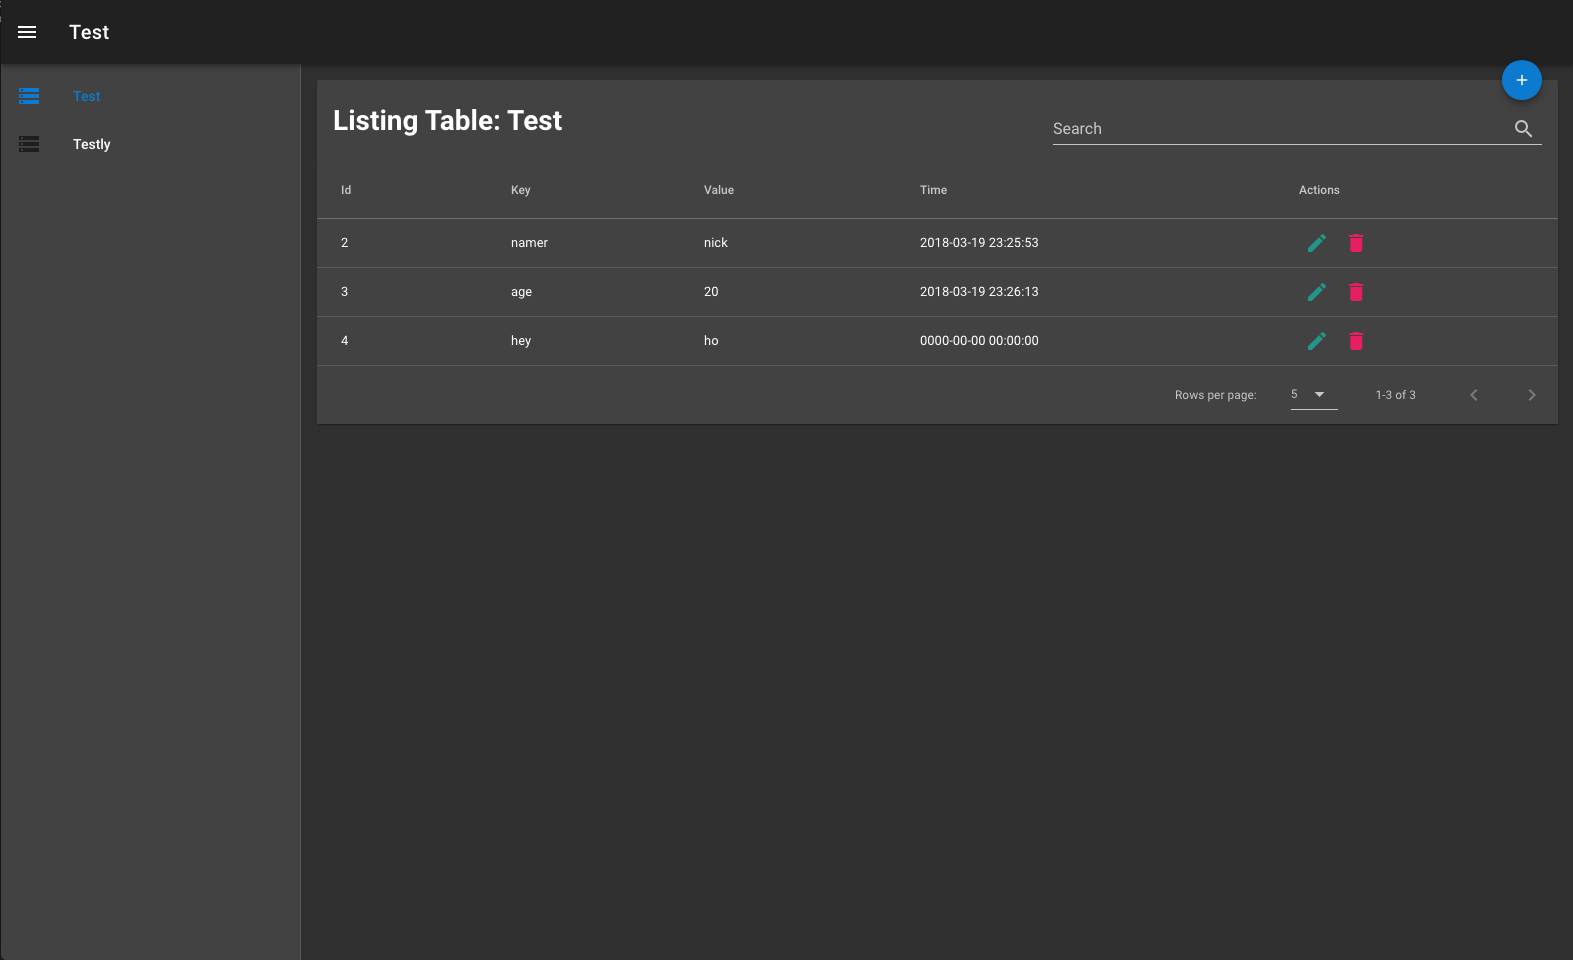 Test
Test
Testly
Listing Table: Test
Search
Id Key Value Time Actions
2 namer nick 2018-03-19 23:25:53
3 age 20 2018-03-19 23:26:13
4 hey ho 0000-00-00 00:00:00
Rows per page: 5 1-3 of 3